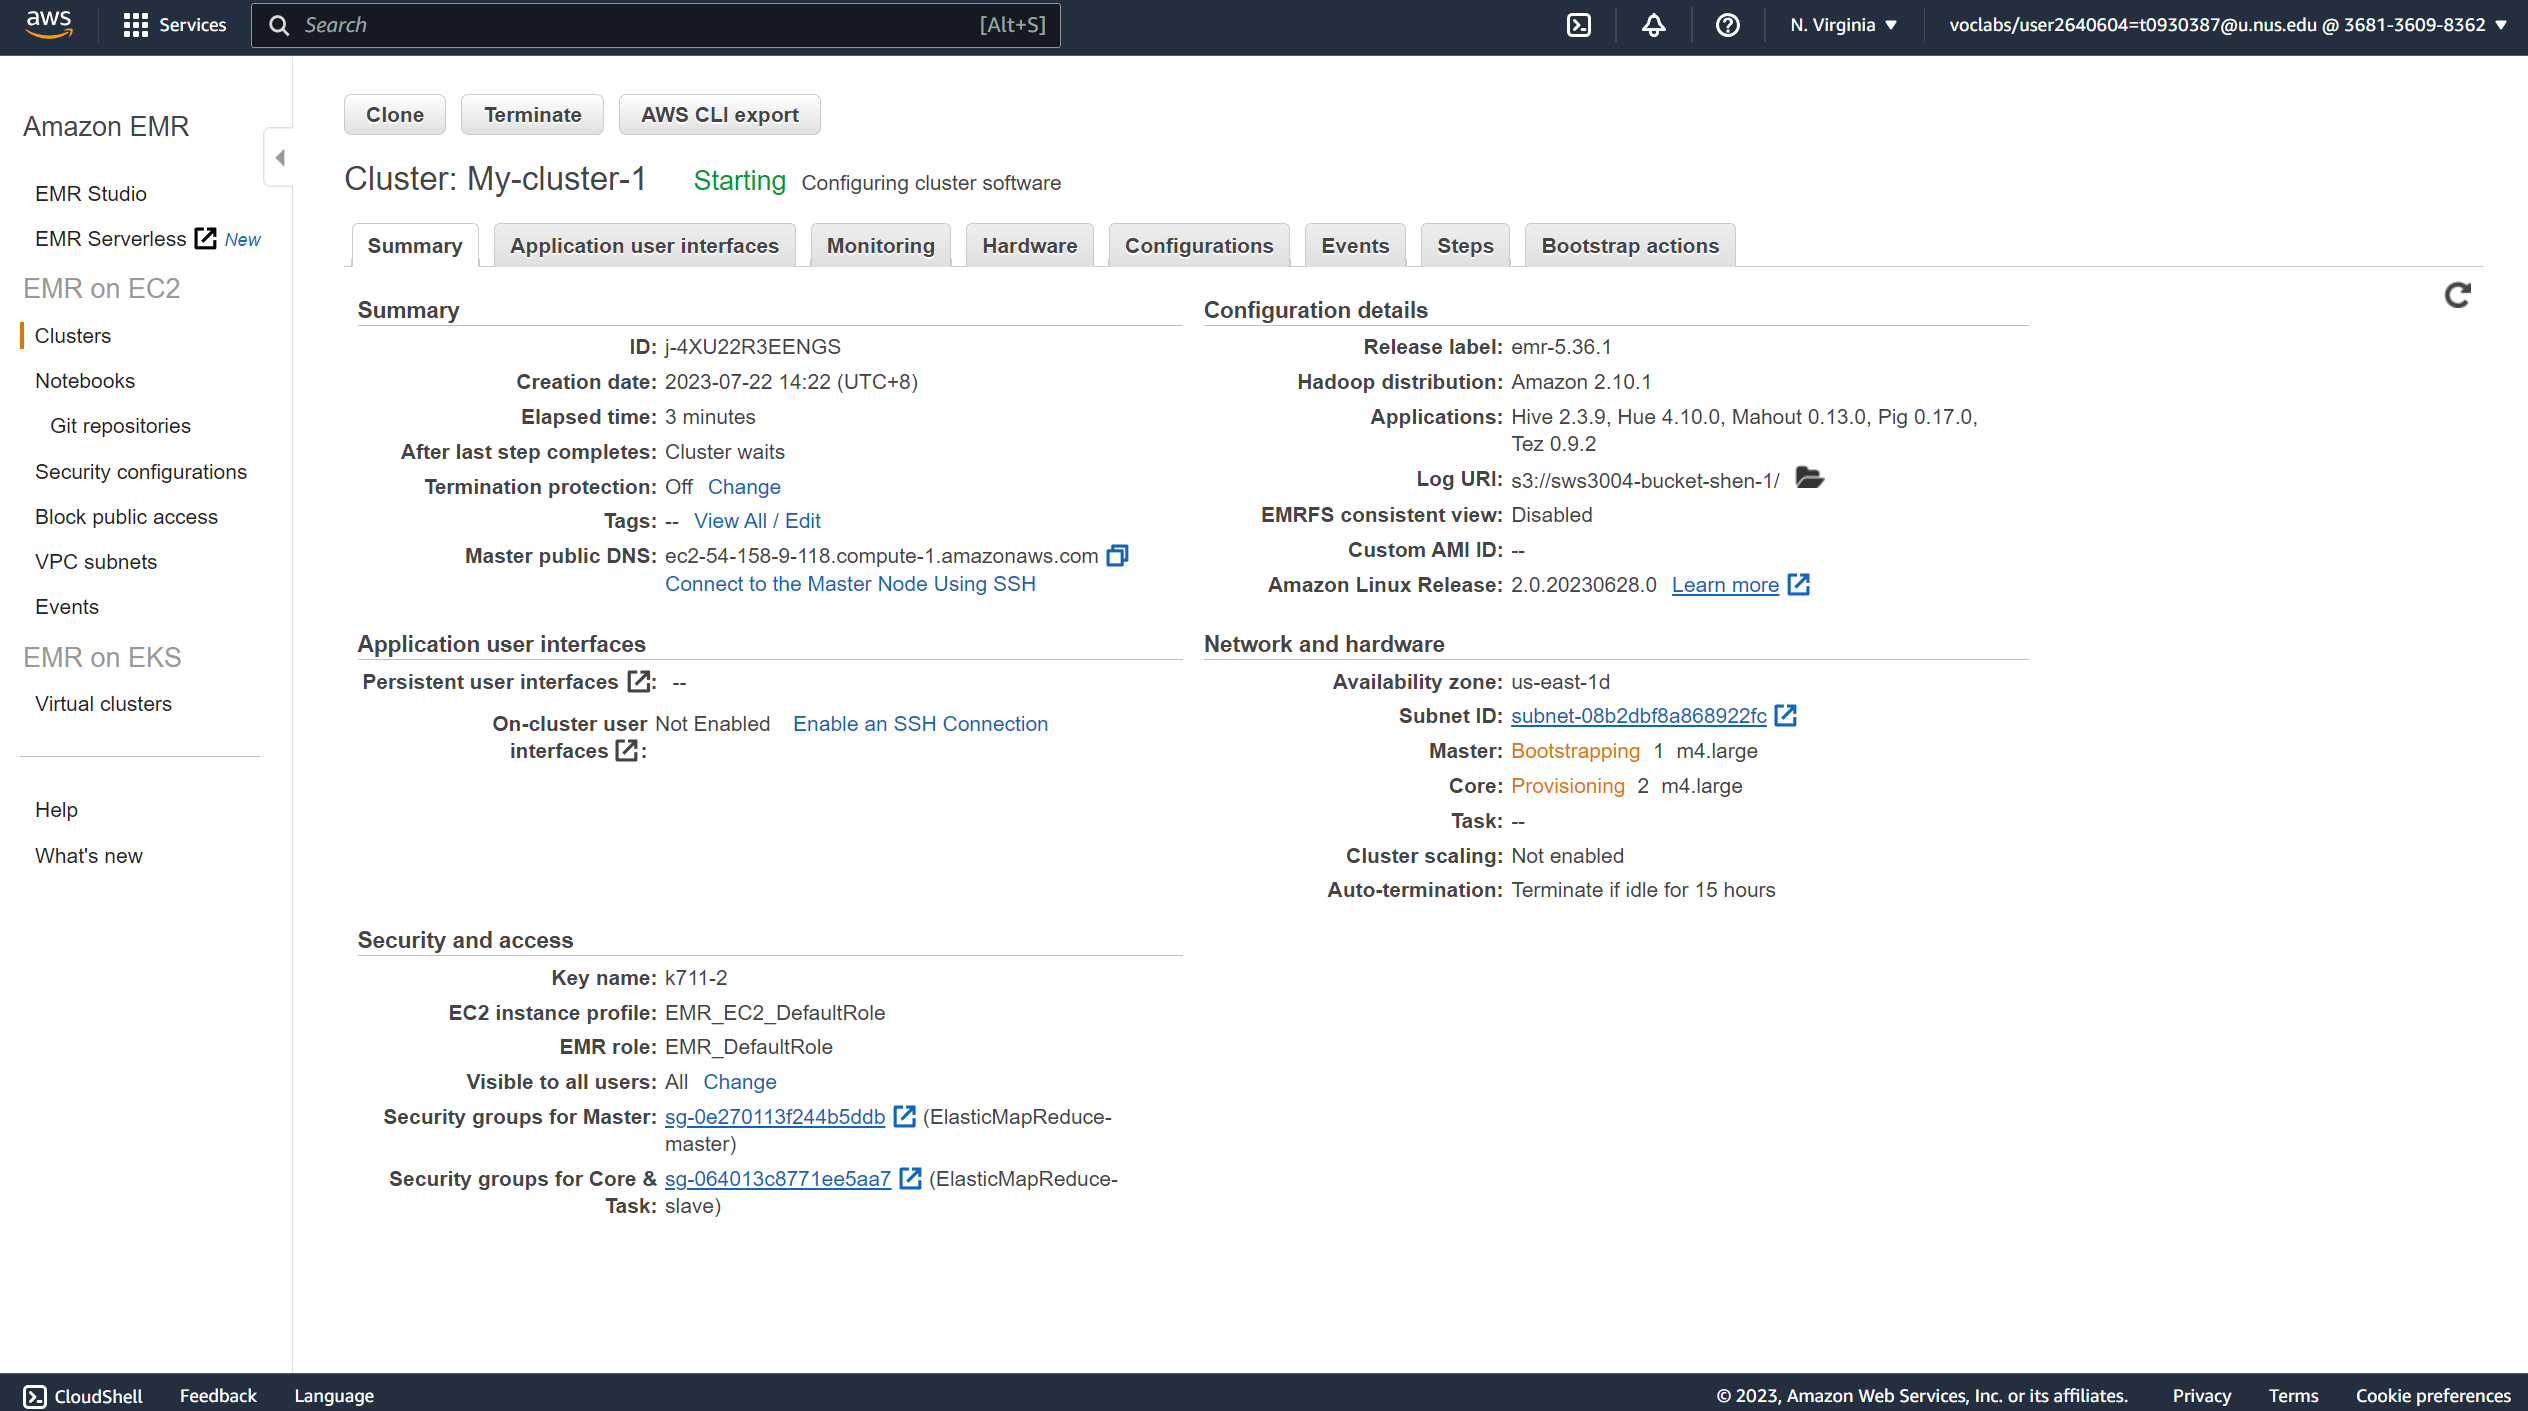 aws
Services
Search
[Alt+S]
N. Virginia
voclabs/user2640604=t0930387@u.nus.edu @ 3681-3609-8362
Amazon EMR
EMR Studio
EMR Serverless New
EMR on EC2
Clusters
Notebooks
Git repositories
Security configurations
Block public access
VPC subnets
Events
EMR on EKS
Virtual clusters
Help
What's new
Clone
Terminate
AWS CLI export
Cluster: My-cluster-1 Starting Configuring cluster software
Summary
Application user interfaces
Monitoring
Hardware
Configurations
Events
Steps
Bootstrap actions
Summary
ID: j-4XU22R3EENGS
Creation date: 2023-07-22 14:22 (UTC+8)
Elapsed time: 3 minutes
After last step completes: Cluster waits
Termination protection: Off Change
Tags: -- View All / Edit
Master public DNS: ec2-54-158-9-118.compute-1.amazonaws.com
Connect to the Master Node Using SSH
Configuration details
Release label: emr-5.36.1
Hadoop distribution: Amazon 2.10.1
Applications: Hive 2.3.9, Hue 4.10.0, Mahout 0.13.0, Pig 0.17.0,
Tez 0.9.2
Log URI: s3://sws3004-bucket-shen-1/
EMRFS consistent view: Disabled
Custom AMI ID: --
Amazon Linux Release: 2.0.20230628.0 Learn more
Application user interfaces
Persistent user interfaces : --
On-cluster user Not Enabled Enable an SSH Connection
interfaces :
Network and hardware
Availability zone: us-east-1d
Subnet ID: subnet-08b2dbf8a868922fc
Master: Bootstrapping 1 m4.large
Core: Provisioning 2 m4.large
Task: --
Cluster scaling: Not enabled
Auto-termination: Terminate if idle for 15 hours
Security and access
Key name: k711-2
EC2 instance profile: EMR_EC2_DefaultRole
EMR role: EMR_DefaultRole
Visible to all users: All Change
Security groups for Master: sg-0e270113f244b5ddb (ElasticMapReduce-
master)
Security groups for Core & sg-064013c8771ee5aa7 (ElasticMapReduce-
Task: slave)
CloudShell
Feedback
Language
© 2023, Amazon Web Services, Inc. or its affiliates.
Privacy
Terms
Cookie preferences